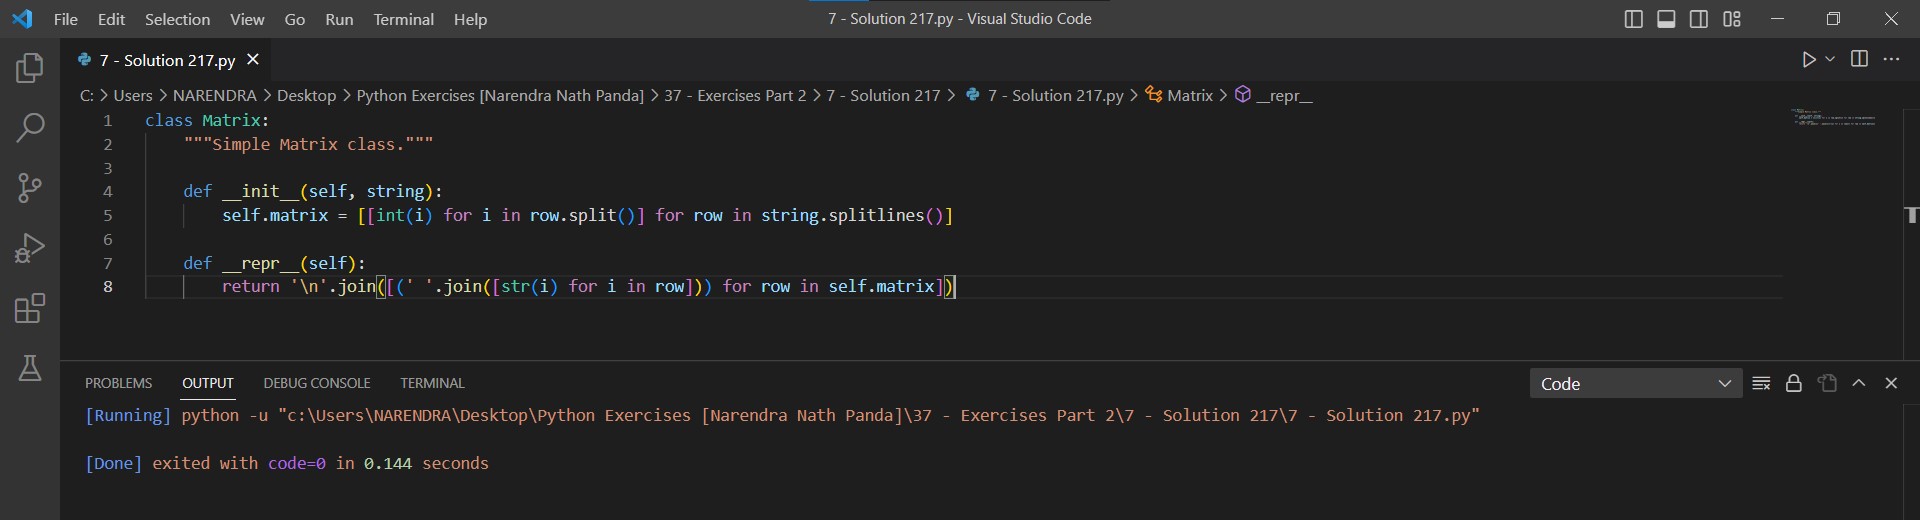 File Edit Selection View Go Run Terminal Help 7 - Solution 217.py - Visual Studio Code
7 - Solution 217.py
C: > Users > NARENDRA > Desktop > Python Exercises [Narendra Nath Panda] > 37 - Exercises Part 2 > 7 - Solution 217 > 7 - Solution 217.py > Matrix > __repr__
1 class Matrix:
2 """Simple Matrix class."""
3
4 def __init__(self, string):
5 self.matrix = [[int(i) for i in row.split()] for row in string.splitlines()]
6
7 def __repr__(self):
8 return '\n'.join([(' '.join([str(i) for i in row])) for row in self.matrix])
PROBLEMS OUTPUT DEBUG CONSOLE TERMINAL Code
[Running] python -u "c:\Users\NARENDRA\Desktop\Python Exercises [Narendra Nath Panda]\37 - Exercises Part 2\7 - Solution 217\7 - Solution 217.py"
[Done] exited with code=0 in 0.144 seconds